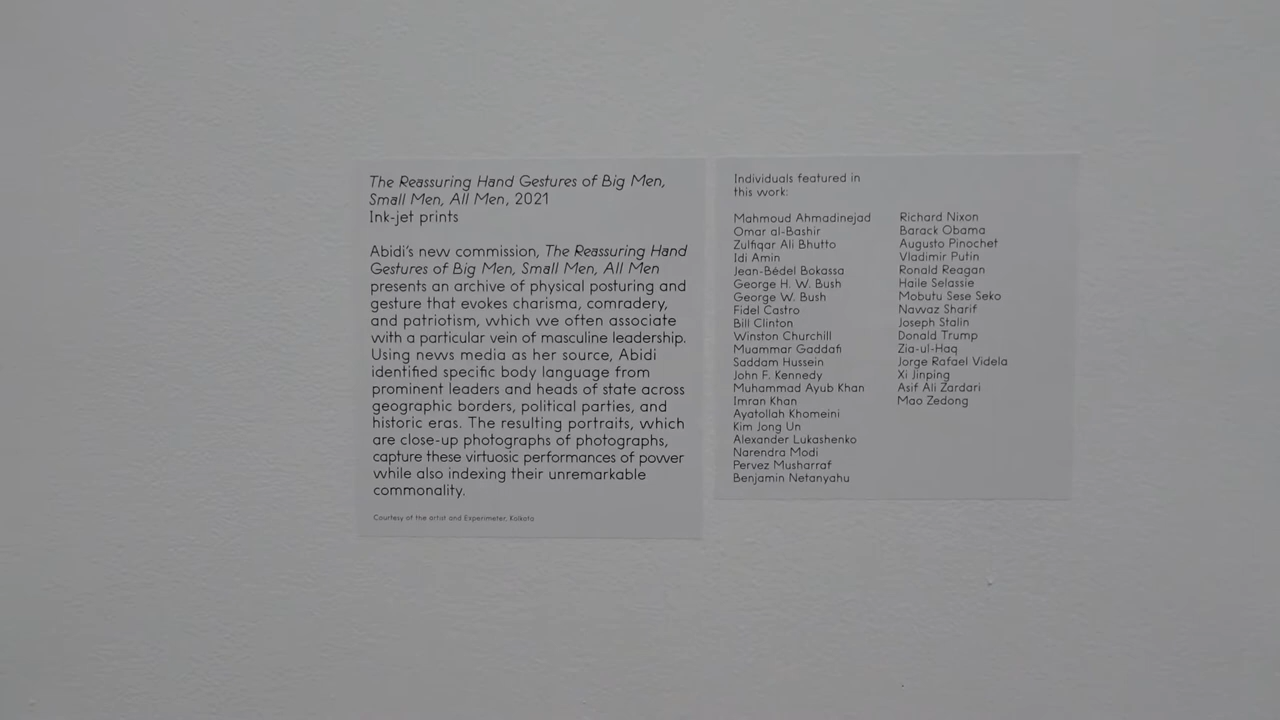 The Reassuring Hand Gestures of Big Men,
Small Men, All Men, 2021
Ink-jet prints
Abidi's new commission, The Reassuring Hand
Gestures of Big Men, Small Men, All Men
presents an archive of physical posturing and
gesture that evokes charisma, comradery,
and patriotism, which we often associate
with a particular vein of masculine leadership.
Using news media as her source, Abidi
identified specific body language from
prominent leaders and heads of state across
geographic borders, political parties, and
historic eras. The resulting portraits, which
are close-up photographs of photographs,
capture these virtuosic performances of power
while also indexing their unremarkable
commonality.
Courtesy of the artist and Experimenter, Kolkata
Individuals featured in
this work:
Mahmoud Ahmadinejad
Omar al-Bashir
Zulfiqar Ali Bhutto
Idi Amin
Jean-Bédel Bokassa
George H. W. Bush
George W. Bush
Fidel Castro
Bill Clinton
Winston Churchill
Muammar Gaddafi
Saddam Hussein
John F. Kennedy
Muhammad Ayub Khan
Imran Khan
Ayatollah Khomeini
Kim Jong Un
Alexander Lukashenko
Narendra Modi
Pervez Musharraf
Benjamin Netanyahu
Richard Nixon
Barack Obama
Augusto Pinochet
Vladimir Putin
Ronald Reagan
Haile Selassie
Mobutu Sese Seko
Nawaz Sharif
Joseph Stalin
Donald Trump
Zia-ul-Haq
Jorge Rafael Videla
Xi Jinping
Asif Ali Zardari
Mao Zedong